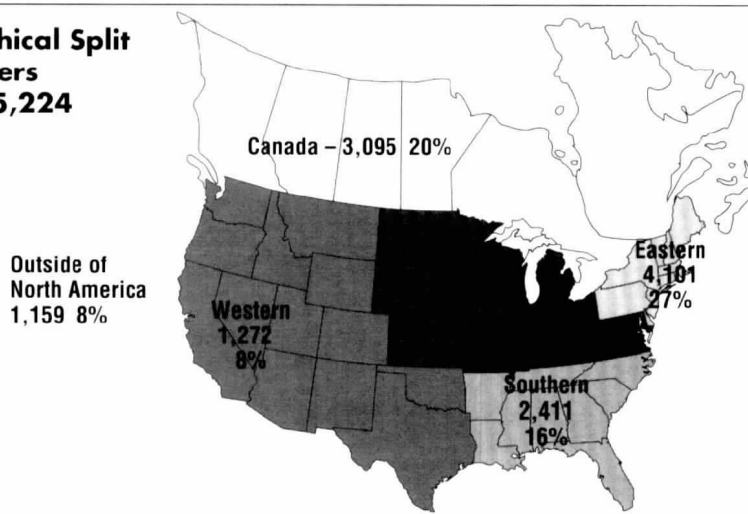 hical Split
ers
5,224
Canada – 3,095 20%
Outside of
North America
1,159 8%
Western
1,272
8%
Eastern
4,101
27%
Southern
2,411
16%